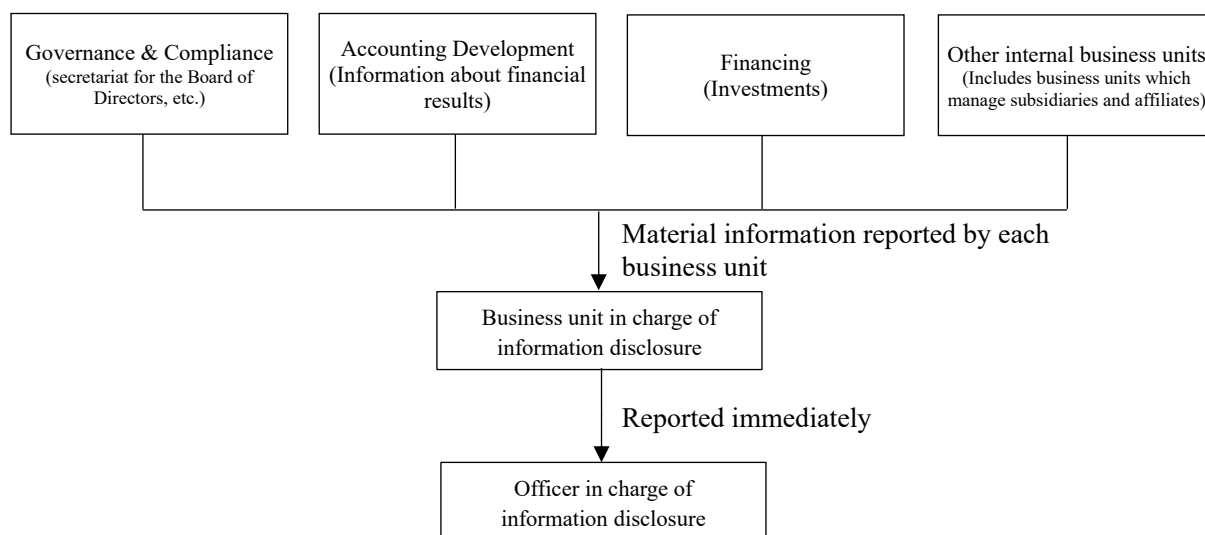 Governance & Compliance
(secretariat for the Board of
Directors, etc.)
Accounting Development
(Information about financial
results)
Financing
(Investments)
Other internal business units
(Includes business units which
manage subsidiaries and affiliates)
Material information reported by each
business unit
Business unit in charge of
information disclosure
Reported immediately
Officer in charge of
information disclosure